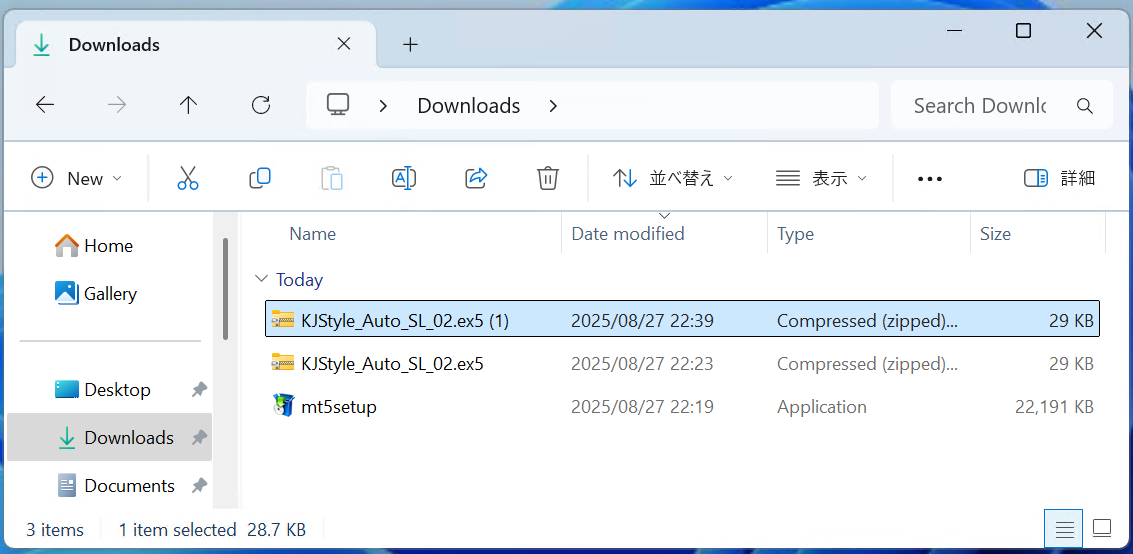 Downloads
Downloads
Search Downlo
New
並べ替え
表示
詳細
Home
Gallery
Desktop
Downloads
Documents
Name Date modified Type Size
Today
KJStyle_Auto_SL_02.ex5 (1) 2025/08/27 22:39 Compressed (zipped)... 29 KB
KJStyle_Auto_SL_02.ex5 2025/08/27 22:23 Compressed (zipped)... 29 KB
mt5setup 2025/08/27 22:19 Application 22,191 KB
3 items 1 item selected 28.7 KB